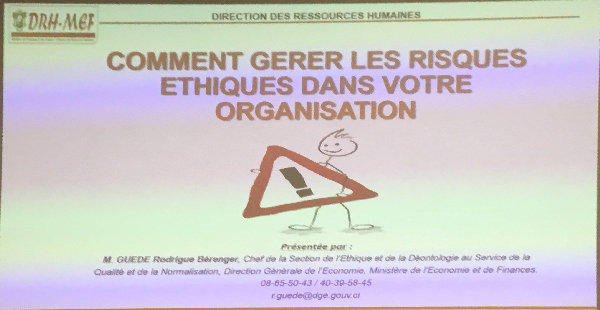 DRH-MEF
DIRECTION DES RESSOURCES HUMAINES
COMMENT GERER LES RISQUES
ETHIQUES DANS VOTRE
ORGANISATION
!
Présentée par :
M. GUEDE Rodrigue Bérenger, Chef de la Section de l'Ethique et de la Déontologie au Service de la
Qualité et de la Normalisation, Direction Générale de l'Economie, Ministère de l'Economie et de Finances.
08-65-50-43 / 40-39-58-45
r.guede@dge.gouv.ci